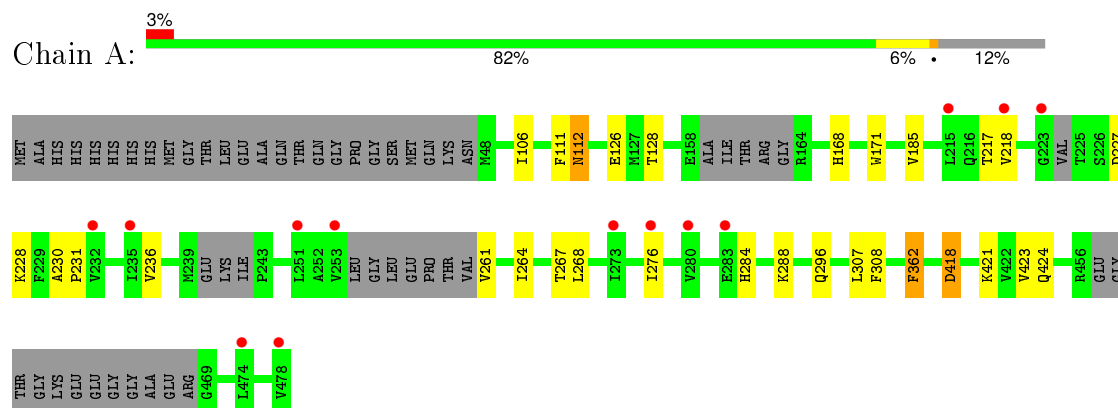 3%
Chain A:
82% 6% • 12%
MET ALA HIS HIS HIS HIS HIS HIS MET GLY THR LEU GLU ALA GLN THR GLN GLY PRO GLY SER MET GLN LYS ASN M48 I106 F111 N112 E126 M127 T128 E158 ALA ILE THR ARG GLY R164 H168 W171 V185 L215 Q216 T217 V218 G223 VAL T225 S226 D227
K228 F229 A230 P231 V232 I235 V236 M239 GLU LYS ILE P243 L251 A252 V253 LEU GLY LEU GLU PRO THR VAL V261 I264 T267 L268 I273 I276 V280 E283 H284 K288 Q296 L307 F308 F362 D418 K421 V422 V423 Q424 R456 GLU GLY
THR GLY LYS GLU GLU GLY GLY ALA GLU ARG G469 L474 V478